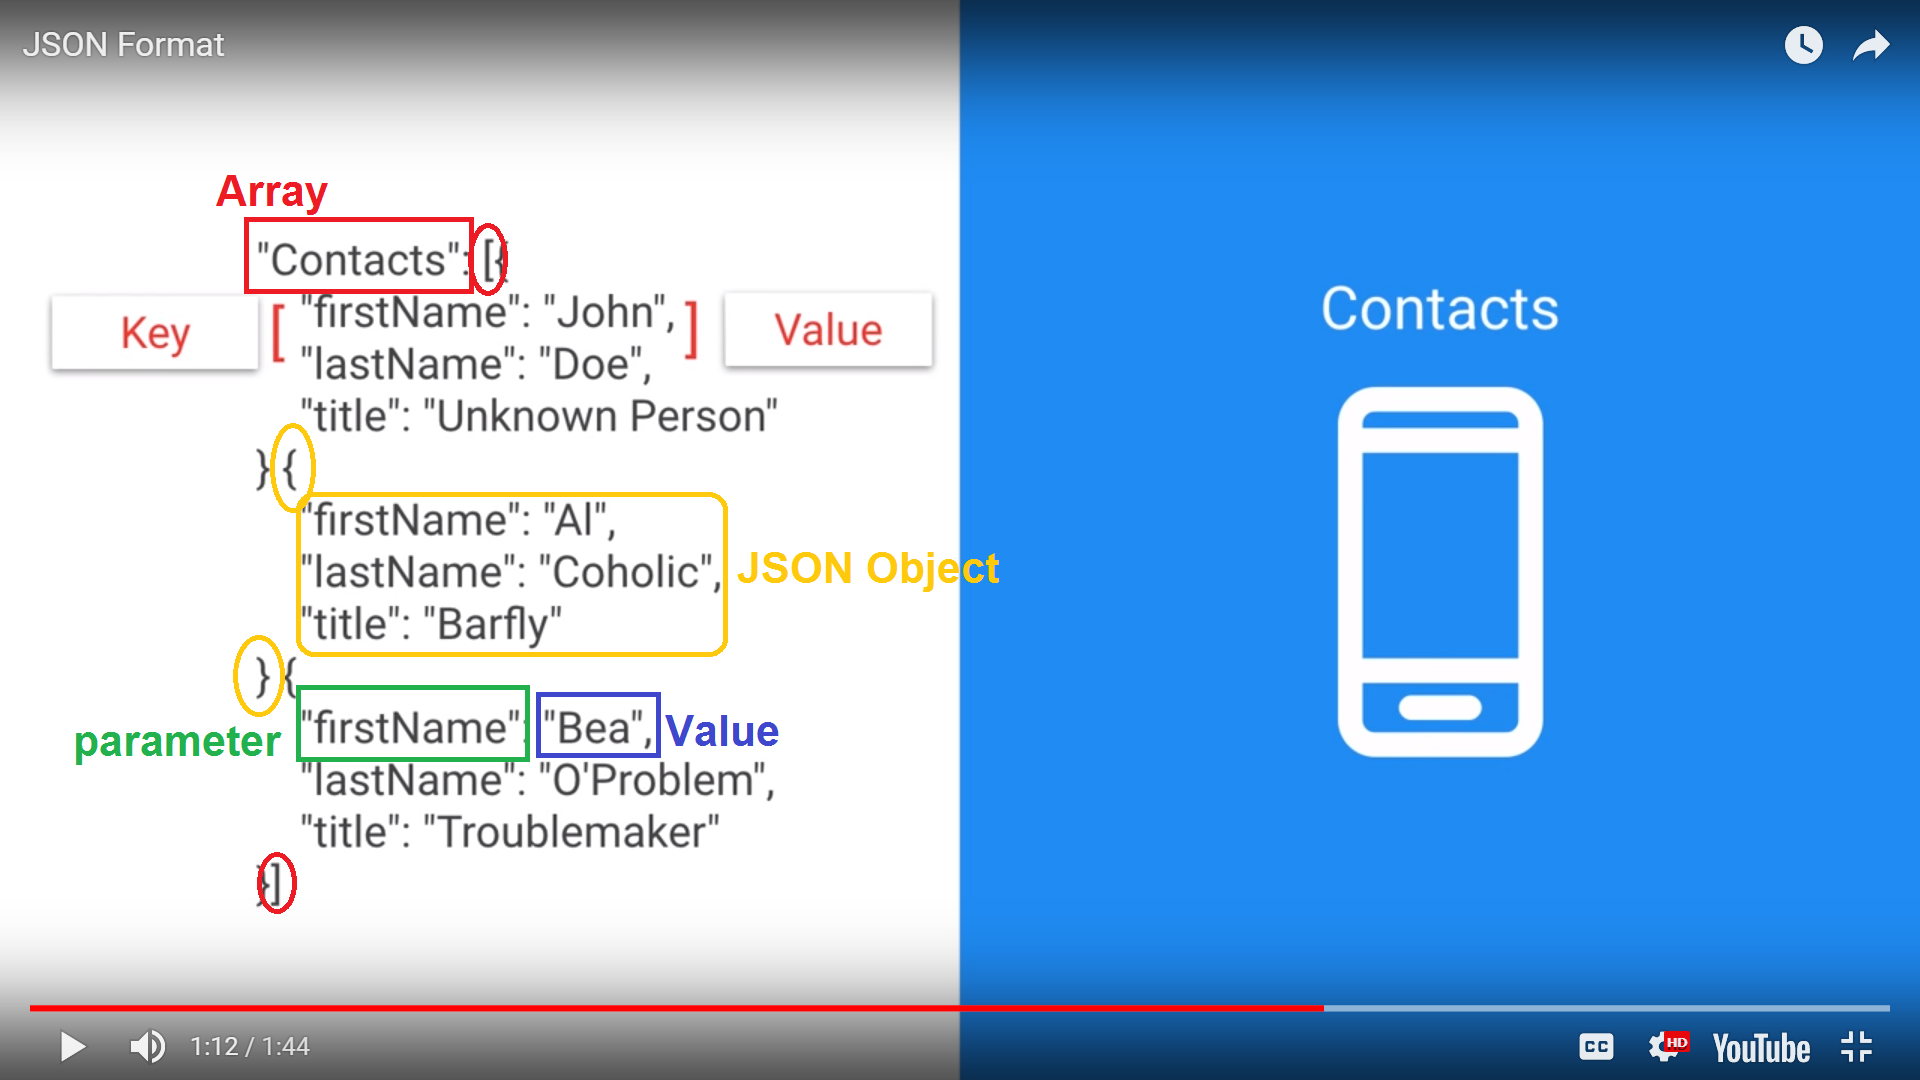 JSON Format
Array
"Contacts": [{
Key [ "firstName": "John", ] Value
"lastName": "Doe",
"title": "Unknown Person"
} {
"firstName": "Al",
"lastName": "Coholic",
"title": "Barfly"
JSON Object
} {
parameter "firstName": "Bea", Value
"lastName": "O'Problem",
"title": "Troublemaker"
}]
Contacts
1:12 / 1:44
CC
HD
YouTube